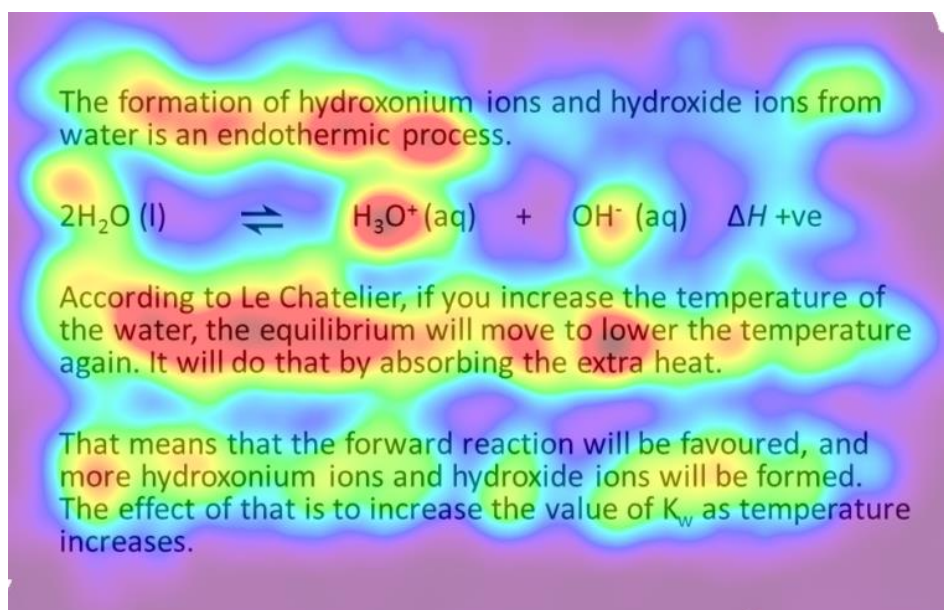 The formation of hydroxonium ions and hydroxide ions from
water is an endothermic process.
2H₂O (l) ⇌ H₃O⁺ (aq) + OH⁻ (aq) ΔH +ve
According to Le Chatelier, if you increase the temperature of
the water, the equilibrium will move to lower the temperature
again. It will do that by absorbing the extra heat.
That means that the forward reaction will be favoured, and
more hydroxonium ions and hydroxide ions will be formed.
The effect of that is to increase the value of K_w as temperature
increases.